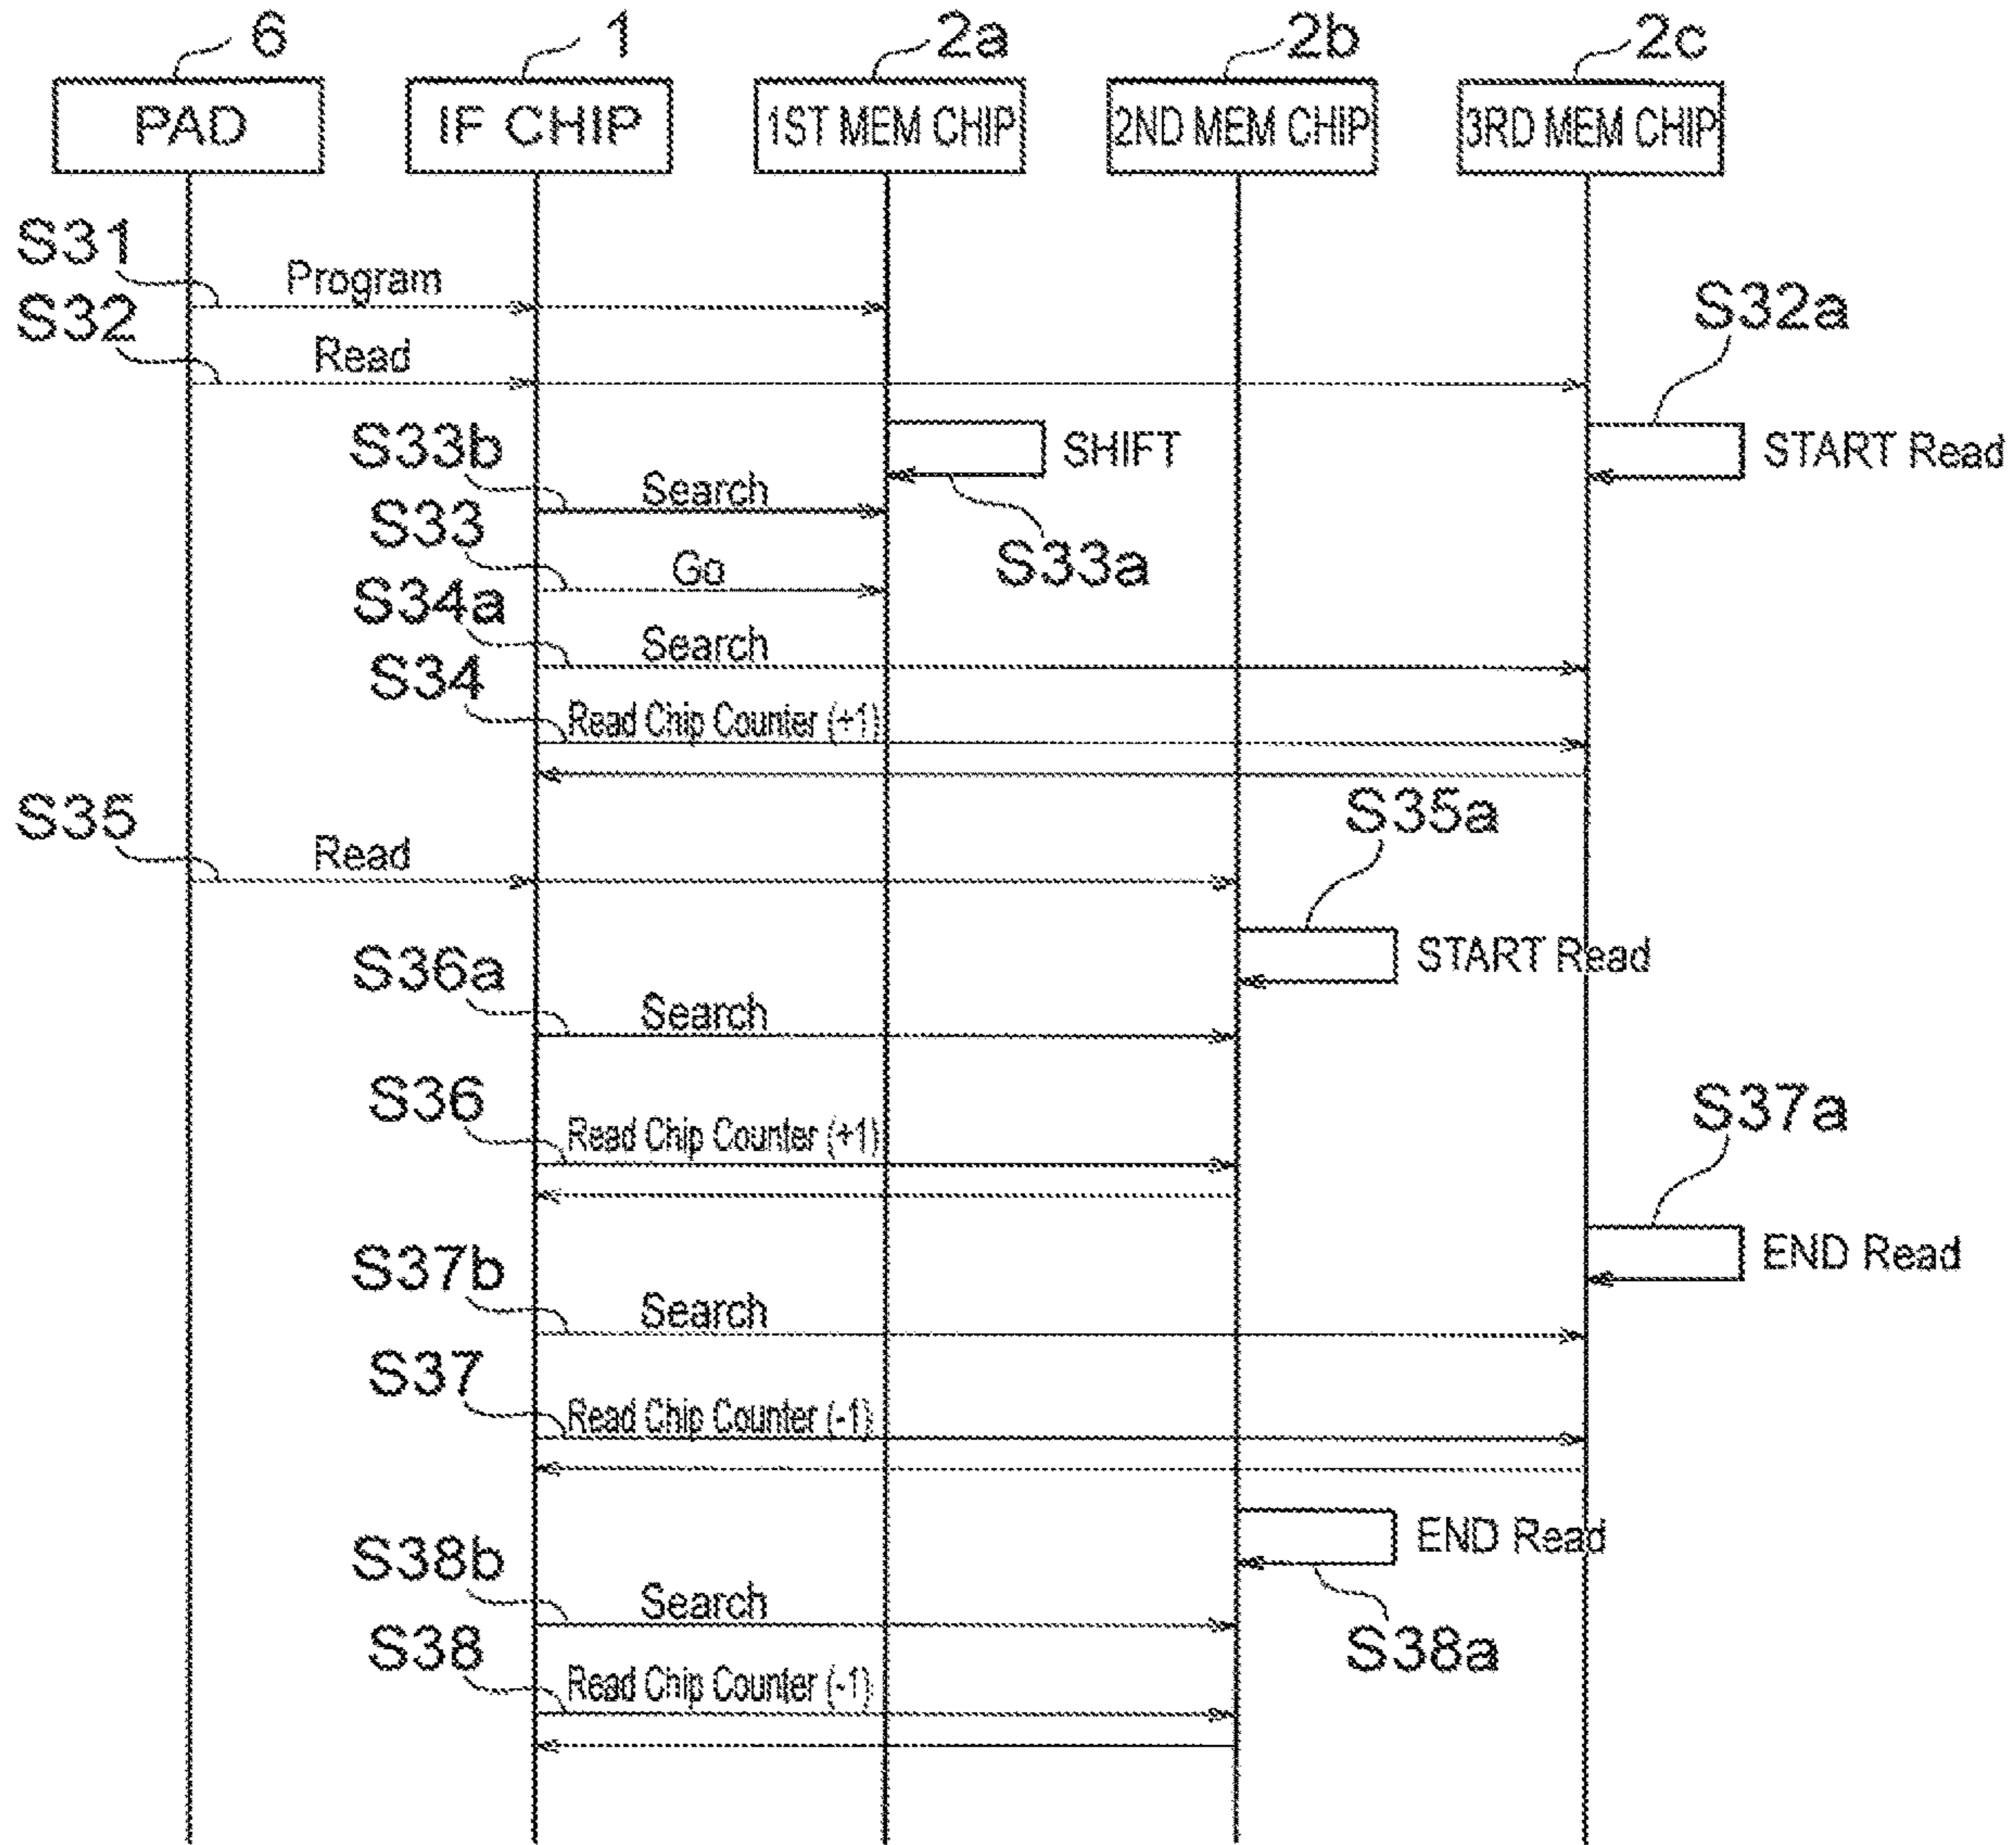 6 1 2a 2b 2c
PAD IF CHIP 1ST MEM CHIP 2ND MEM CHIP 3RD MEM CHIP
S31 Program
S32 Read S32a
S33b Search SHIFT START Read
S33 Go S33a
S34a Search
S34 Read Chip Counter (+1)
S35 Read S35a
START Read
S36a Search
S36 Read Chip Counter (+1) S37a
END Read
S37b Search
S37 Read Chip Counter (-1)
END Read
S38b Search S38a
S38 Read Chip Counter (-1)